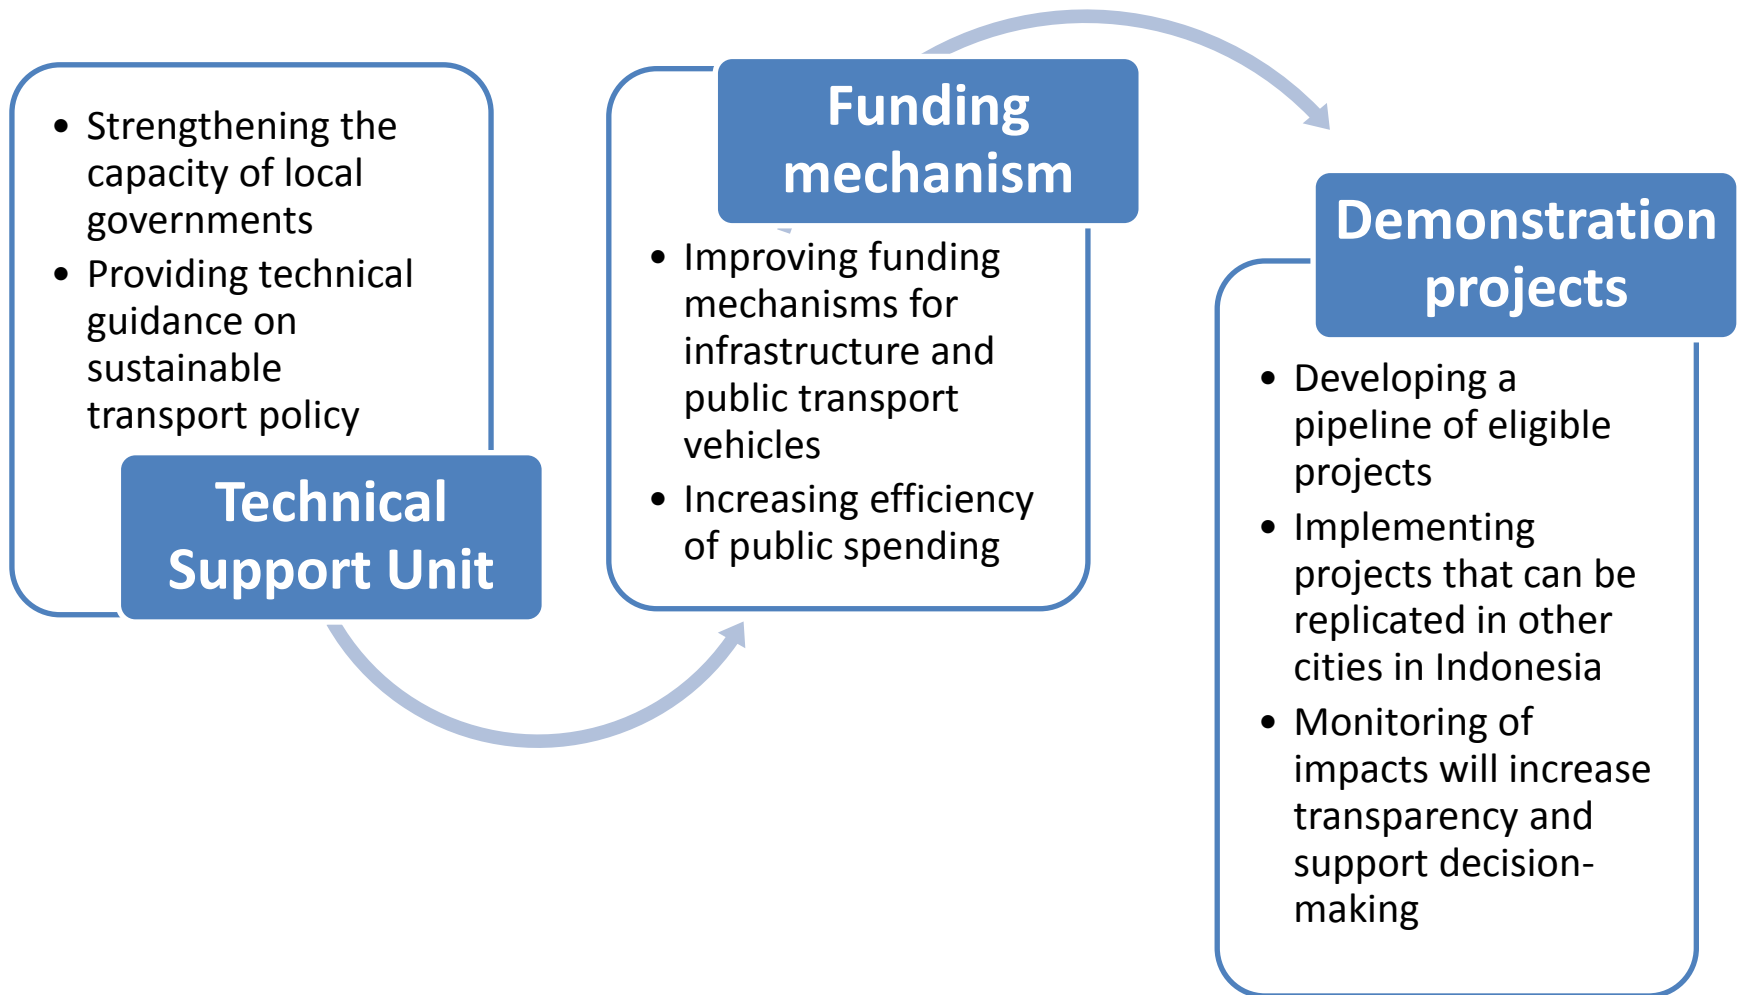 • Strengthening the
capacity of local
governments
• Providing technical
guidance on
sustainable
transport policy
Technical
Support Unit
Funding
mechanism
• Improving funding
mechanisms for
infrastructure and
public transport
vehicles
• Increasing efficiency
of public spending
Demonstration
projects
• Developing a
pipeline of eligible
projects
• Implementing
projects that can be
replicated in other
cities in Indonesia
• Monitoring of
impacts will increase
transparency and
support decision-
making